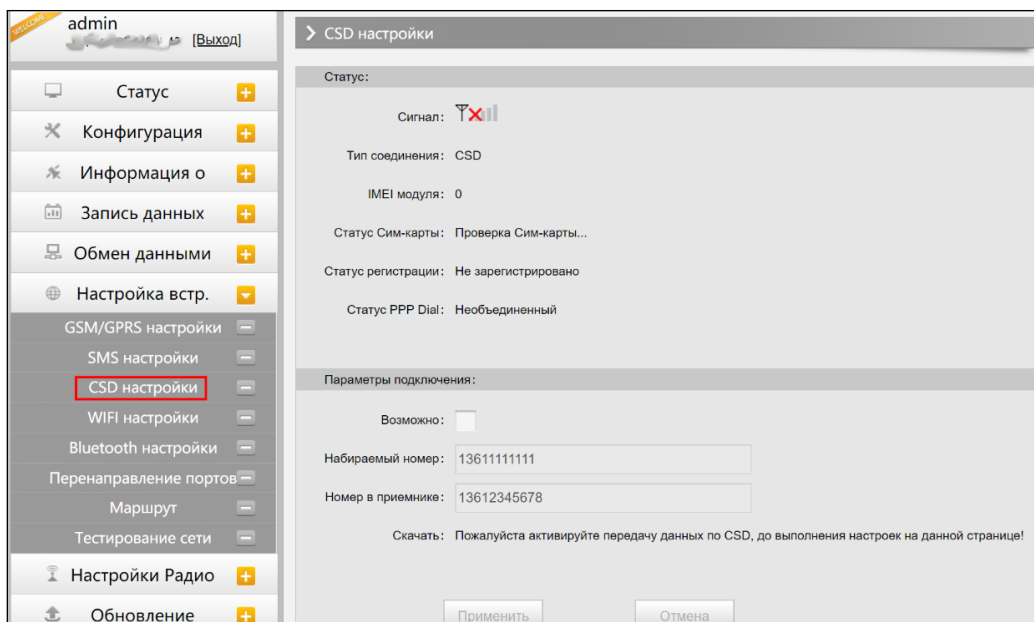 WELCOME
admin
[Выход]
Статус
Конфигурация
Информация о
Запись данных
Обмен данными
Настройка встр.
GSM/GPRS настройки
SMS настройки
CSD настройки
WIFI настройки
Bluetooth настройки
Перенаправление портов
Маршрут
Тестирование сети
Настройки Радио
Обновление
CSD настройки
Статус:
Сигнал:
Тип соединения: CSD
IMEI модуля: 0
Статус Сим-карты: Проверка Сим-карты...
Статус регистрации: Не зарегистрировано
Статус PPP Dial: Необъединенный
Параметры подключения:
Возможно:
Набираемый номер: 13611111111
Номер в приемнике: 13612345678
Скачать: Пожалуйста активируйте передачу данных по CSD, до выполнения настроек на данной странице!
Применить Отмена